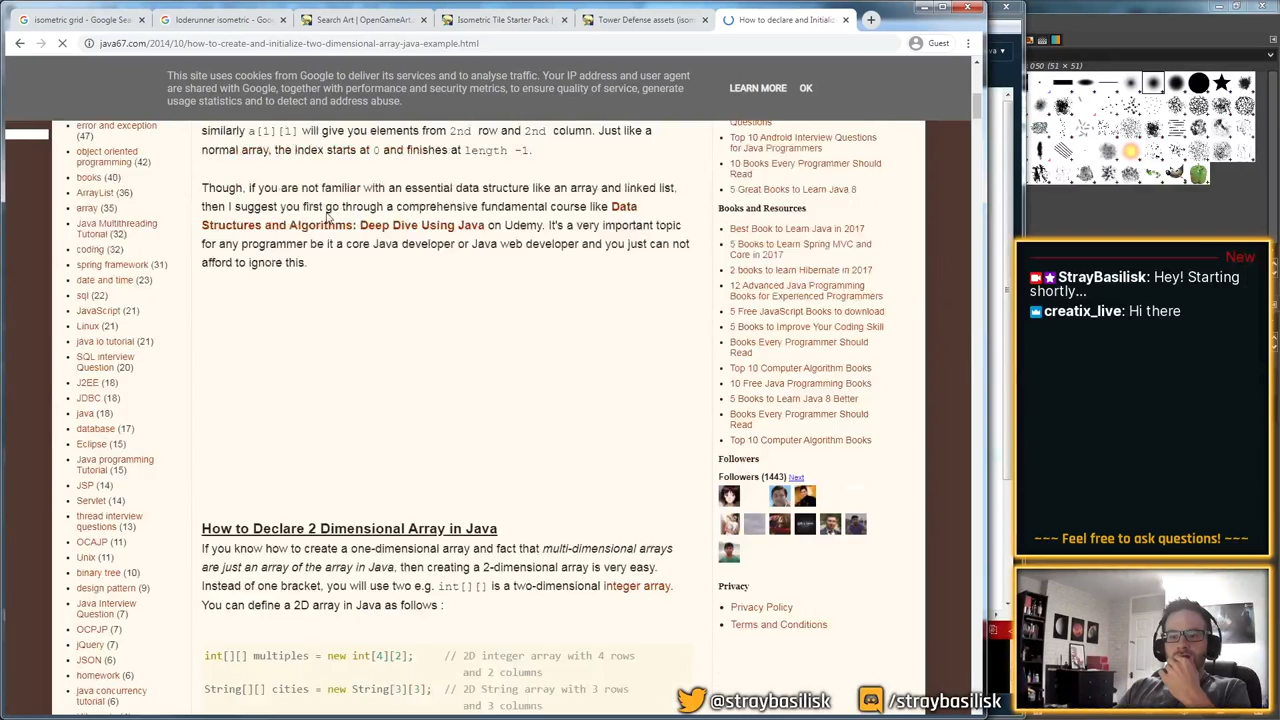 isometric grid - Google Sear
loderunner isometric - Googl
Search Art | OpenGameArt.
Isometric Tile Starter Pack |
Tower Defense assets (isom
How to declare and Initializ
java67.com/2014/10/how-to-create-and-initialize-two-dimensional-array-java-example.html
Guest
This site uses cookies from Google to deliver its services and to analyse traffic. Your IP address and user agent
are shared with Google, together with performance and security metrics, to ensure quality of service, generate
usage statistics and to detect and address abuse.
LEARN MORE
OK
error and exception
(47)
object oriented
programming (42)
books (40)
ArrayList (36)
array (35)
Java Multithreading
Tutorial (32)
coding (32)
spring framework (31)
date and time (23)
sql (22)
JavaScript (21)
Linux (21)
java io tutorial (21)
SQL interview
Question (20)
J2EE (18)
JDBC (18)
java (18)
database (17)
Eclipse (15)
Java programming
Tutorial (15)
JSP (14)
Servlet (14)
thread interview
questions (13)
OCAJP (11)
Unix (11)
binary tree (10)
design pattern (9)
Java Interview
Question (7)
OCPJP (7)
jQuery (7)
JSON (6)
homework (6)
java concurrency
tutorial (6)
similarly a[1][1] will give you elements from 2nd row and 2nd column. Just like a
normal array, the index starts at 0 and finishes at length -1.
Though, if you are not familiar with an essential data structure like an array and linked list,
then I suggest you first go through a comprehensive fundamental course like Data
Structures and Algorithms: Deep Dive Using Java on Udemy. It's a very important topic
for any programmer be it a core Java developer or Java web developer and you just can not
afford to ignore this.
How to Declare 2 Dimensional Array in Java
If you know how to create a one-dimensional array and fact that multi-dimensional arrays
are just an array of the array in Java, then creating a 2-dimensional array is very easy.
Instead of one bracket, you will use two e.g. int[][] is a two-dimensional integer array.
You can define a 2D array in Java as follows :
int[][] multiples = new int[4][2]; // 2D integer array with 4 rows
and 2 columns
String[][] cities = new String[3][3]; // 2D String array with 3 rows
and 3 columns
Questions
Top 10 Android Interview Questions
for Java Programmers
10 Books Every Programmer Should
Read
5 Great Books to Learn Java 8
Books and Resources
Best Book to Learn Java in 2017
5 Books to Learn Spring MVC and
Core in 2017
2 books to learn Hibernate in 2017
12 Advanced Java Programming
Books for Experienced Programmers
5 Free JavaScript Books to download
5 Books to Improve Your Coding Skill
Books Every Programmer Should
Read
Top 10 Computer Algorithm Books
10 Free Java Programming Books
5 Books to Learn Java 8 Better
Books Every Programmer Should
Read
Top 10 Computer Algorithm Books
Followers
Followers (1443) Next
Privacy
Privacy Policy
Terms and Conditions
050 (51 × 51)
New
StrayBasilisk: Hey! Starting
shortly...
creatix_live: Hi there
~~~ Feel free to ask questions! ~~~
@straybasilisk
/straybasilisk